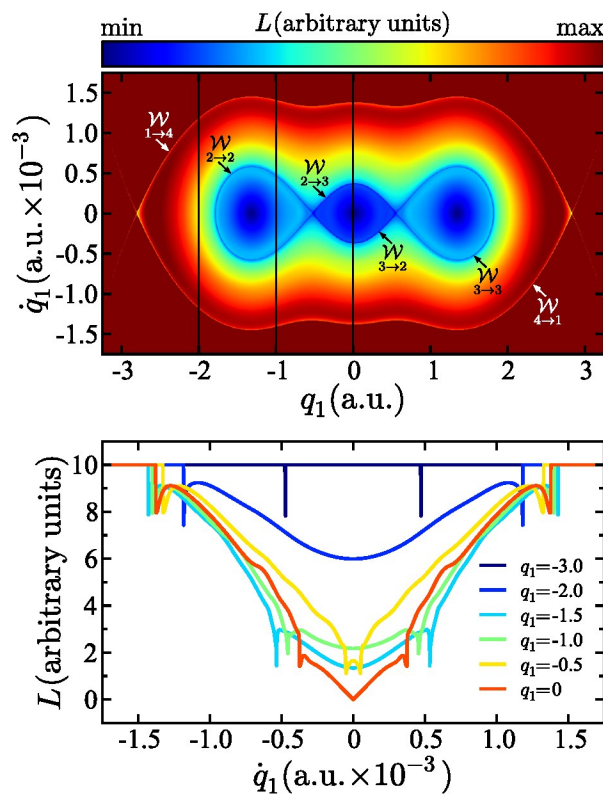 min L(arbitrary units) max
1.5
1.0
0.5
0
-0.5
-1.0
-1.5
q̇₁(a.u.×10⁻³)
𝒲
1→4
𝒲
2→2
𝒲
2→3
𝒲
3→2
𝒲
3→3
𝒲
4→1
-3 -2 -1 0 1 2 3
q₁(a.u.)
L(arbitrary units)
10
8
6
4
2
0
q₁=-3.0
q₁=-2.0
q₁=-1.5
q₁=-1.0
q₁=-0.5
q₁=0
-1.5 -1.0 -0.5 0 0.5 1.0 1.5
q̇₁(a.u.×10⁻³)